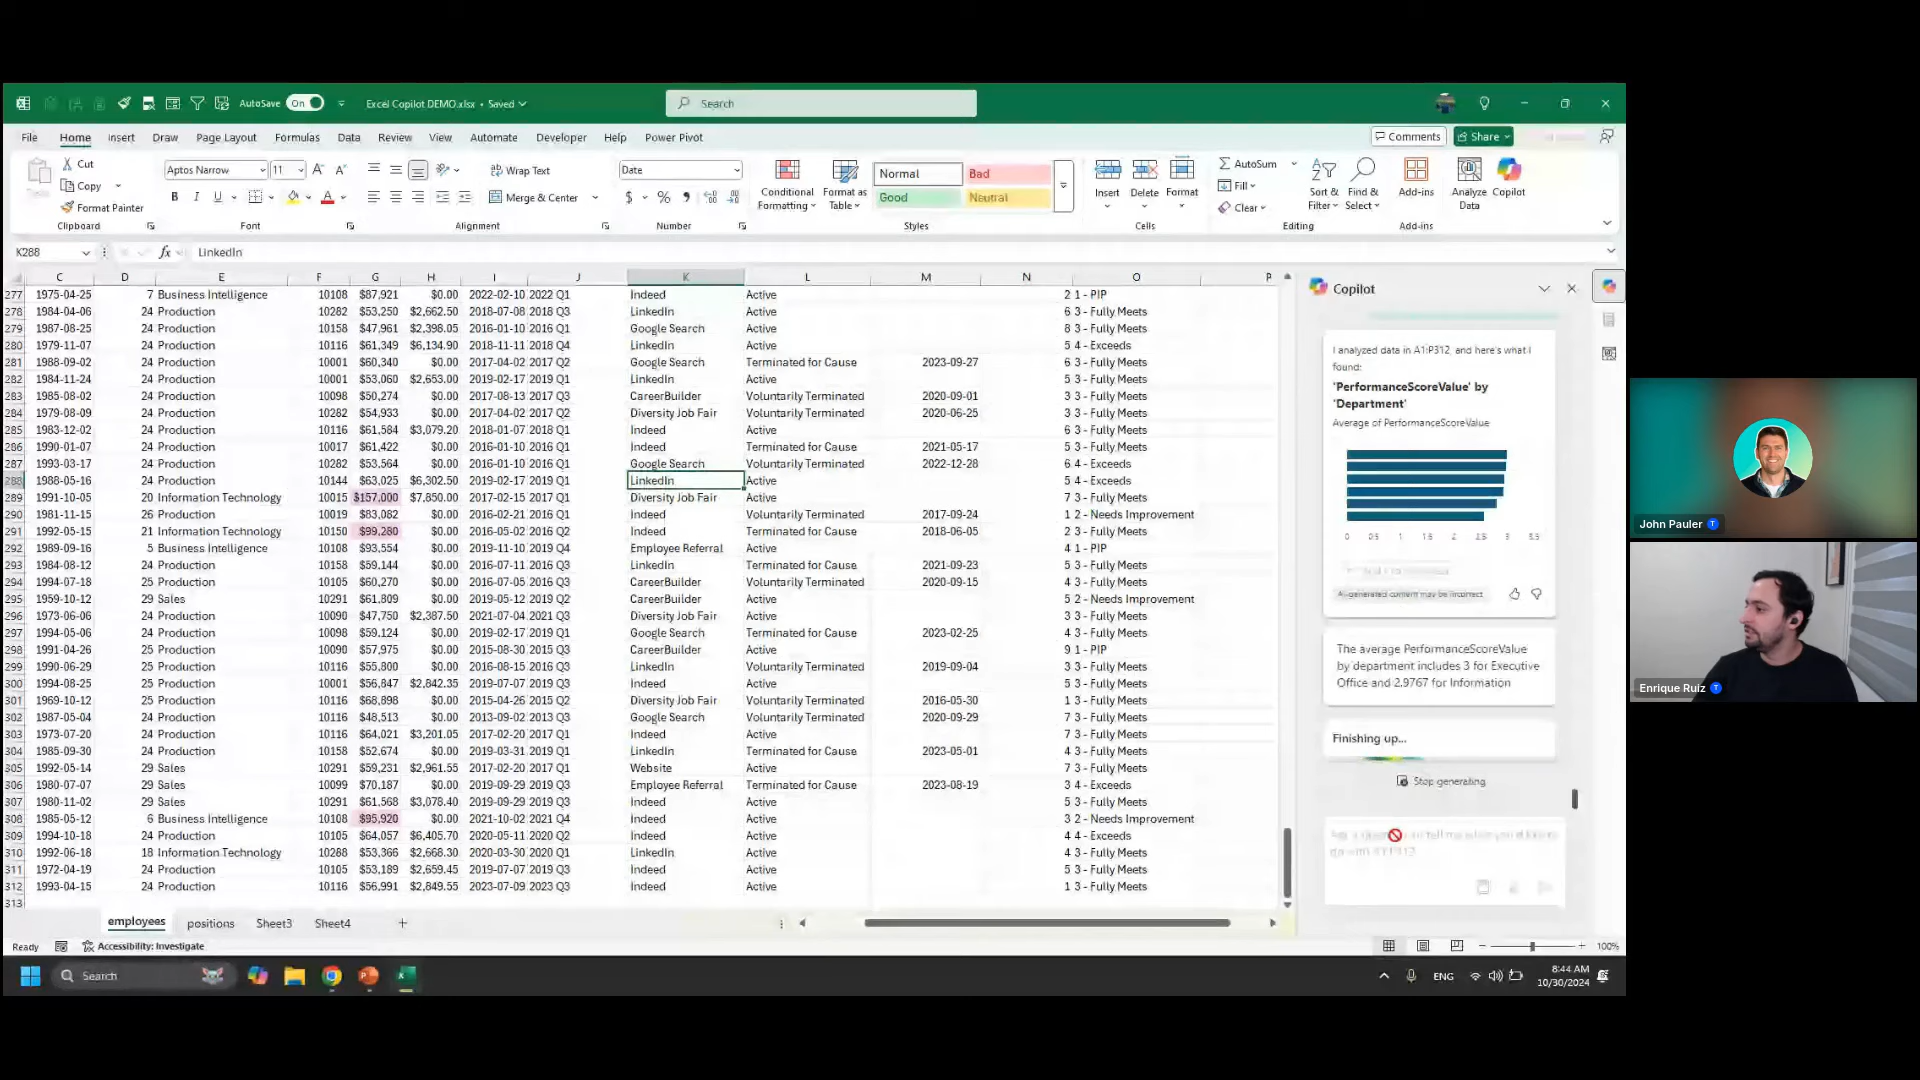 AutoSave On Excel Copilot DEMO.xlsx • Saved Search
File Home Insert Draw Page Layout Formulas Data Review View Automate Developer Help Power Pivot Comments Share
Cut
Copy
Format Painter
Clipboard
Aptos Narrow 11
B I U
Font
Wrap Text
Merge & Center
Alignment
Date
$ % ,
Number
Conditional Formatting
Format as Table
Normal Bad
Good Neutral
Styles
Insert Delete Format
Cells
AutoSum
Fill
Clear
Sort & Filter
Find & Select
Editing
Add-ins
Add-ins
Analyze Data
Copilot
K288 fx LinkedIn
C D E F G H I J K L M N O P
277 1975-04-25 7 Business Intelligence 10108 $87,921 $0.00 2022-02-10 2022 Q1 Indeed Active 2 1 - PIP
278 1984-04-06 24 Production 10282 $53,250 $2,662.50 2018-07-08 2018 Q3 LinkedIn Active 6 3 - Fully Meets
279 1987-08-25 24 Production 10158 $47,961 $2,398.05 2016-01-10 2016 Q1 Google Search Active 8 3 - Fully Meets
280 1979-11-07 24 Production 10116 $61,349 $6,134.90 2018-11-11 2018 Q4 LinkedIn Active 5 4 - Exceeds
281 1988-09-02 24 Production 10001 $60,340 $0.00 2017-04-02 2017 Q2 Google Search Terminated for Cause 2023-09-27 6 3 - Fully Meets
282 1984-11-24 24 Production 10001 $53,060 $2,653.00 2019-02-17 2019 Q1 LinkedIn Active 5 3 - Fully Meets
283 1985-08-02 24 Production 10098 $50,274 $0.00 2017-08-13 2017 Q3 CareerBuilder Voluntarily Terminated 2020-09-01 3 3 - Fully Meets
284 1979-08-09 24 Production 10282 $54,933 $0.00 2017-04-02 2017 Q2 Diversity Job Fair Voluntarily Terminated 2020-06-25 3 3 - Fully Meets
285 1983-12-02 24 Production 10116 $61,584 $3,079.20 2018-01-07 2018 Q1 Indeed Active 6 3 - Fully Meets
286 1990-01-07 24 Production 10017 $61,422 $0.00 2016-01-10 2016 Q1 Indeed Terminated for Cause 2021-05-17 5 3 - Fully Meets
287 1993-03-17 24 Production 10282 $53,564 $0.00 2016-01-10 2016 Q1 Google Search Voluntarily Terminated 2022-12-28 6 4 - Exceeds
288 1988-05-16 24 Production 10144 $63,025 $6,302.50 2019-02-17 2019 Q1 LinkedIn Active 5 4 - Exceeds
289 1991-10-05 20 Information Technology 10015 $157,000 $7,850.00 2017-02-15 2017 Q1 Diversity Job Fair Active 7 3 - Fully Meets
290 1981-11-15 26 Production 10019 $83,082 $0.00 2016-02-21 2016 Q1 Indeed Voluntarily Terminated 2017-09-24 1 2 - Needs Improvement
291 1992-05-15 21 Information Technology 10150 $99,280 $0.00 2016-05-02 2016 Q2 Indeed Terminated for Cause 2018-06-05 2 3 - Fully Meets
292 1989-09-16 5 Business Intelligence 10108 $93,554 $0.00 2019-11-10 2019 Q4 Employee Referral Active 4 1 - PIP
293 1984-08-12 24 Production 10158 $59,144 $0.00 2016-07-11 2016 Q3 LinkedIn Terminated for Cause 2021-09-23 5 3 - Fully Meets
294 1994-07-18 25 Production 10105 $60,270 $0.00 2016-07-05 2016 Q3 CareerBuilder Voluntarily Terminated 2020-09-15 4 3 - Fully Meets
295 1959-10-12 29 Sales 10291 $61,809 $0.00 2019-05-12 2019 Q2 CareerBuilder Active 5 2 - Needs Improvement
296 1973-06-06 24 Production 10090 $47,750 $2,387.50 2021-07-04 2021 Q3 Diversity Job Fair Active 3 3 - Fully Meets
297 1994-05-06 24 Production 10098 $59,124 $0.00 2019-02-17 2019 Q1 Google Search Terminated for Cause 2023-02-25 4 3 - Fully Meets
298 1991-04-26 25 Production 10090 $57,975 $0.00 2015-08-30 2015 Q3 CareerBuilder Active 9 1 - PIP
299 1990-06-29 25 Production 10116 $55,800 $0.00 2016-08-15 2016 Q3 LinkedIn Voluntarily Terminated 2019-09-04 3 3 - Fully Meets
300 1994-08-25 25 Production 10001 $56,847 $2,842.35 2019-07-07 2019 Q3 Indeed Active 5 3 - Fully Meets
301 1969-10-12 25 Production 10116 $68,898 $0.00 2015-04-26 2015 Q2 Diversity Job Fair Voluntarily Terminated 2016-05-30 1 3 - Fully Meets
302 1987-05-04 24 Production 10116 $48,513 $0.00 2013-09-02 2013 Q3 Google Search Voluntarily Terminated 2020-09-29 7 3 - Fully Meets
303 1973-07-20 24 Production 10116 $64,021 $3,201.05 2017-02-20 2017 Q1 Indeed Active 7 3 - Fully Meets
304 1985-09-30 24 Production 10158 $52,674 $0.00 2019-03-31 2019 Q1 LinkedIn Terminated for Cause 2023-05-01 4 3 - Fully Meets
305 1992-05-14 29 Sales 10291 $59,231 $2,961.55 2017-02-20 2017 Q1 Website Active 7 3 - Fully Meets
306 1980-07-07 29 Sales 10099 $70,187 $0.00 2019-09-29 2019 Q3 Employee Referral Terminated for Cause 2023-08-19 3 4 - Exceeds
307 1980-11-02 29 Sales 10291 $61,568 $3,078.40 2019-09-29 2019 Q3 Indeed Active 5 3 - Fully Meets
308 1985-05-12 6 Business Intelligence 10108 $95,920 $0.00 2021-10-02 2021 Q4 Indeed Active 3 2 - Needs Improvement
309 1994-10-18 24 Production 10105 $64,057 $6,405.70 2020-05-11 2020 Q2 Indeed Active 4 4 - Exceeds
310 1992-06-18 18 Information Technology 10288 $53,366 $2,668.30 2020-03-30 2020 Q1 LinkedIn Active 4 3 - Fully Meets
311 1972-04-19 24 Production 10105 $53,189 $2,659.45 2019-07-07 2019 Q3 Indeed Active 5 3 - Fully Meets
312 1993-04-15 24 Production 10116 $56,991 $2,849.55 2023-07-09 2023 Q3 Indeed Active 1 3 - Fully Meets
313
Copilot
I analyzed data in A1:P312, and here's what I
found:
'PerformanceScoreValue' by
'Department'
Average of PerformanceScoreValue
0 0.5 1 1.5 2 2.5 3 3.5
AI-generated content may be incorrect
The average PerformanceScoreValue
by department includes 3 for Executive
Office and 2.9767 for Information
Finishing up...
Stop generating
employees positions Sheet3 Sheet4 +
Ready Accessibility: Investigate 100%
Search ENG 8:44 AM
10/30/2024
John Pauler
Enrique Ruiz